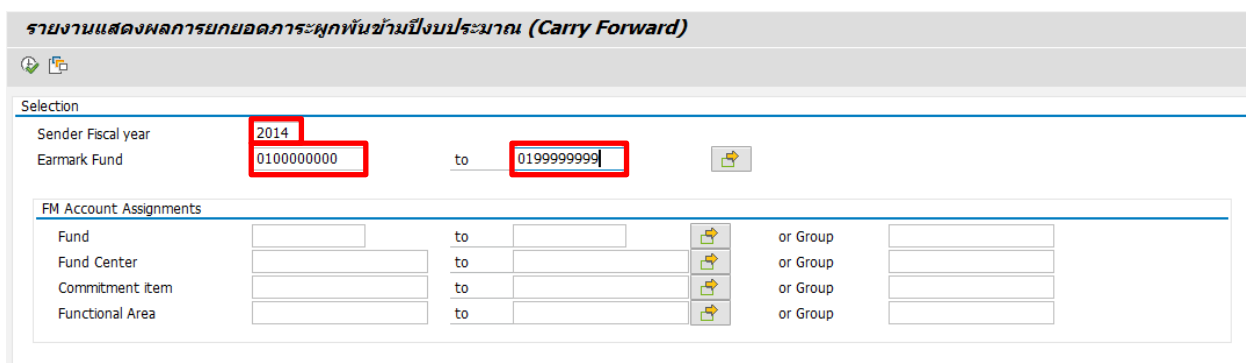 รายงานแสดงผลการยกยอดภาระผูกพันข้ามปีงบประมาณ (Carry Forward)
Selection
Sender Fiscal year 2014
Earmark Fund 0100000000 to 0199999999
FM Account Assignments
Fund to or Group
Fund Center to or Group
Commitment item to or Group
Functional Area to or Group